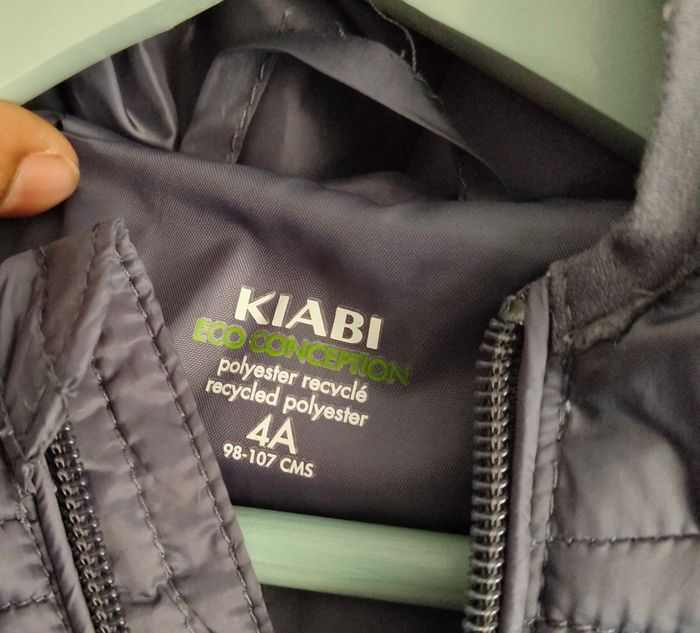 KIABI
ECO CONCEPTION
polyester recyclé
recycled polyester
4A
98-107 CMS